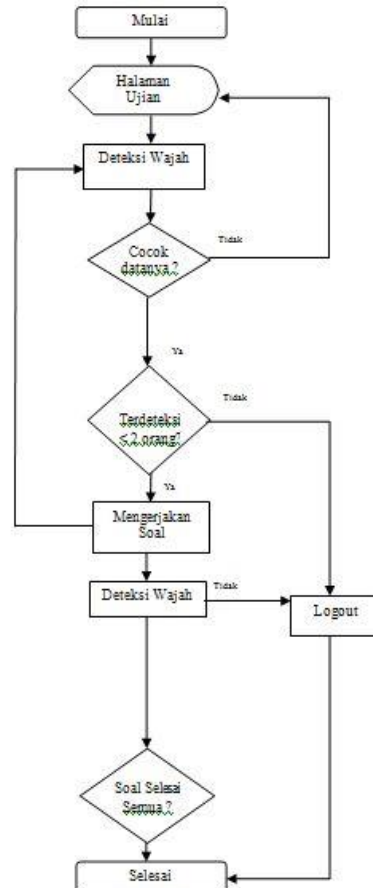 Mulai
Halaman
Ujian
Deteksi Wajah
Cocok
datanya ?
Tidak
Ya
Terdeteksi
≤ 2 orang?
Tidak
Ya
Mengerjakan
Soal
Deteksi Wajah
Tidak
Logout
Soal Selesai
Semua ?
Selesai